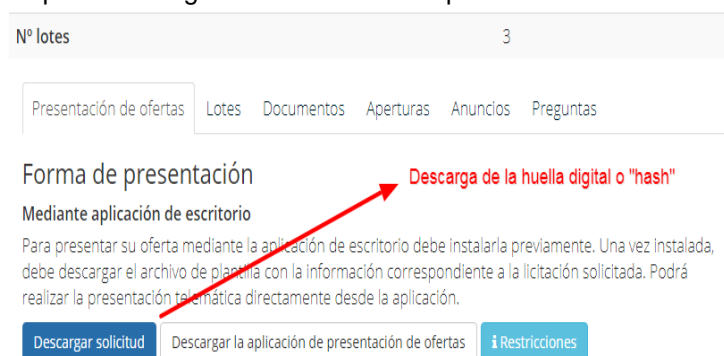 Nº lotes 3
Presentación de ofertas Lotes Documentos Aperturas Anuncios Preguntas
Forma de presentación
Descarga de la huella digital o "hash"
Mediante aplicación de escritorio
Para presentar su oferta mediante la aplicación de escritorio debe instalarla previamente. Una vez instalada,
debe descargar el archivo de plantilla con la información correspondiente a la licitación solicitada. Podrá
realizar la presentación telemática directamente desde la aplicación.
Descargar solicitud Descargar la aplicación de presentación de ofertas i Restricciones